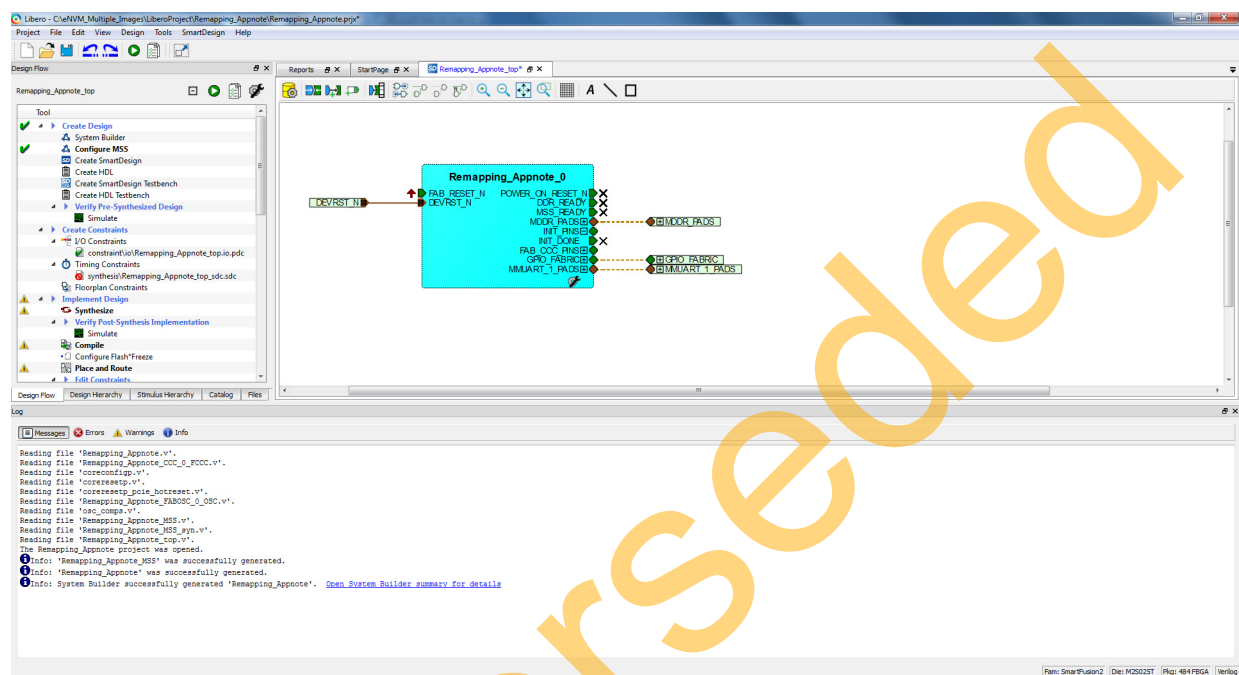 Libero - C:\eNVM_Multiple_Images\LiberoProject\Remapping_Appnote\Remapping_Appnote.prjx*
Project File Edit View Design Tools SmartDesign Help
Design Flow
Reports StartPage SD Remapping_Appnote_top*
Remapping_Appnote_top
A
Tool
Create Design
System Builder
Configure MSS
SD Create SmartDesign
Create HDL
Create SmartDesign Testbench
Create HDL Testbench
Verify Pre-Synthesized Design
Simulate
Create Constraints
I/O Constraints
constraint\io\Remapping_Appnote_top.io.pdc
Timing Constraints
synthesis\Remapping_Appnote_top_sdc.sdc
Floorplan Constraints
Implement Design
Synthesize
Verify Post-Synthesis Implementation
Simulate
Compile
Configure Flash*Freeze
Place and Route
Edit Constraints
Design Flow Design Hierarchy Stimulus Hierarchy Catalog Files
Remapping_Appnote_0
FAB_RESET_N POWER_ON_RESET_N
DEVRST_N DEVRST_N DDR_READY
MSS_READY
MDDR_PADS MDDR_PADS
INIT_PINS
INIT_DONE
FAB_CCC_PINS
GPIO_FABRIC GPIO_FABRIC
MMUART_1_PADS MMUART_1_PADS
Log
Messages Errors Warnings Info
Reading file 'Remapping_Appnote.v'.
Reading file 'Remapping_Appnote_CCC_0_FCCC.v'.
Reading file 'coreconfigp.v'.
Reading file 'coreresetp.v'.
Reading file 'coreresetp_pcie_hotreset.v'.
Reading file 'Remapping_Appnote_FABOSC_0_OSC.v'.
Reading file 'osc_comps.v'.
Reading file 'Remapping_Appnote_MSS.v'.
Reading file 'Remapping_Appnote_MSS_syn.v'.
Reading file 'Remapping_Appnote_top.v'.
The Remapping_Appnote project was opened.
Info: 'Remapping_Appnote_MSS' was successfully generated.
Info: 'Remapping_Appnote' was successfully generated.
Info: System Builder successfully generated 'Remapping_Appnote'. Open System Builder summary for details
Fam: SmartFusion2 Die: M2S025T Pkg: 484 FBGA Verilog
erseded